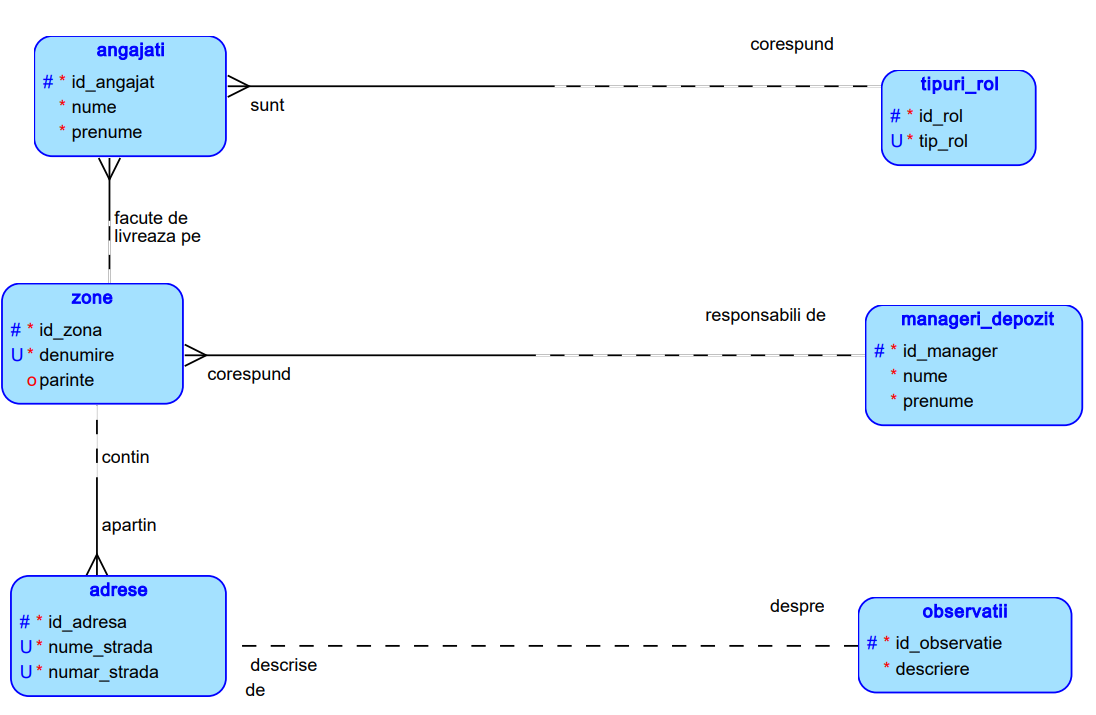 angajati
# * id_angajat
* nume
* prenume
sunt
corespund
tipuri_rol
# * id_rol
U * tip_rol
facute de
livreaza pe
zone
# * id_zona
U * denumire
o parinte
corespund
responsabili de
manageri_depozit
# * id_manager
* nume
* prenume
contin
apartin
adrese
# * id_adresa
U * nume_strada
U * numar_strada
descrise
de
despre
observatii
# * id_observatie
* descriere